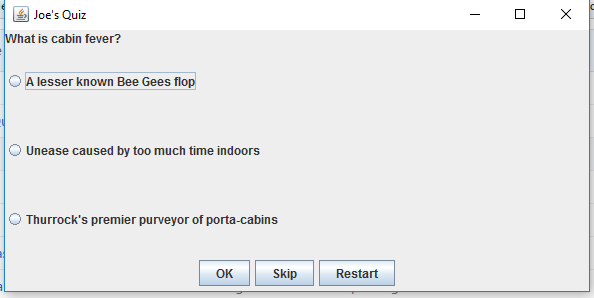 Joe's Quiz
What is cabin fever?
A lesser known Bee Gees flop
Unease caused by too much time indoors
Thurrock's premier purveyor of porta-cabins
OK Skip Restart